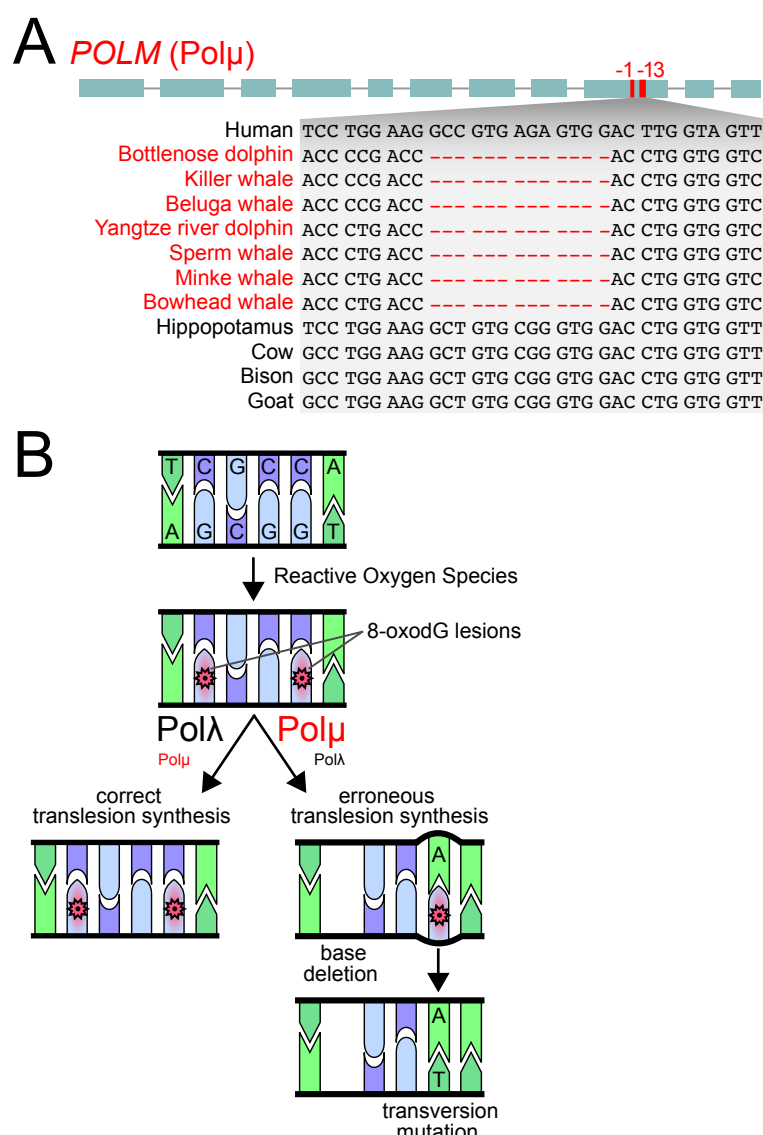 A POLM (Polµ)
-1 -13
Human TCC TGG AAG GCC GTG AGA GTG GAC TTG GTA GTT
Bottlenose dolphin ACC CCG ACC --- --- --- --- -AC CTG GTG GTC
Killer whale ACC CCG ACC --- --- --- --- -AC CTG GTG GTC
Beluga whale ACC CCG ACC --- --- --- --- -AC CTG GTG GTC
Yangtze river dolphin ACC CTG ACC --- --- --- --- -AC CTG GTG GTC
Sperm whale ACC CTG ACC --- --- --- --- -AC CTG GTG GTC
Minke whale ACC CTG ACC --- --- --- --- -AC CTG GTG GTC
Bowhead whale ACC CTG ACC --- --- --- --- -AC CTG GTG GTC
Hippopotamus TCC TGG AAG GCT GTG CGG GTG GAC CTG GTG GTT
Cow GCC TGG AAG GCT GTG CGG GTG GAC CTG GTG GTT
Bison GCC TGG AAG GCT GTG CGG GTG GAC CTG GTG GTT
Goat GCC TGG AAG GCT GTG CGG GTG GAC CTG GTG GTT
B
T C G C C A
A G C G G T
Reactive Oxygen Species
8-oxodG lesions
Polλ Polµ
Polµ Polλ
correct
translesion synthesis
erroneous
translesion synthesis
A
base
deletion
A
T
transversion
mutation